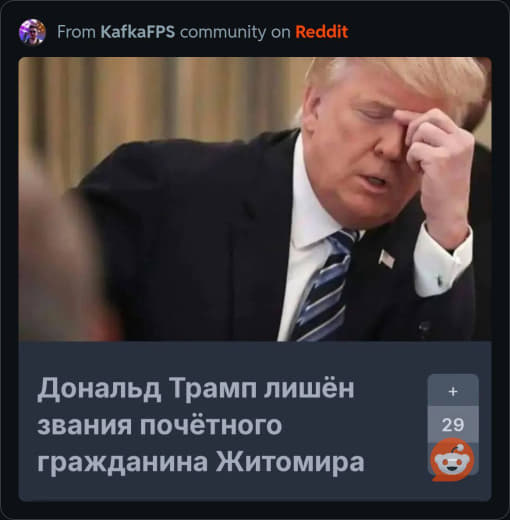 From KafkaFPS community on Reddit
Дональд Трамп лишён
звания почётного
гражданина Житомира
+
29